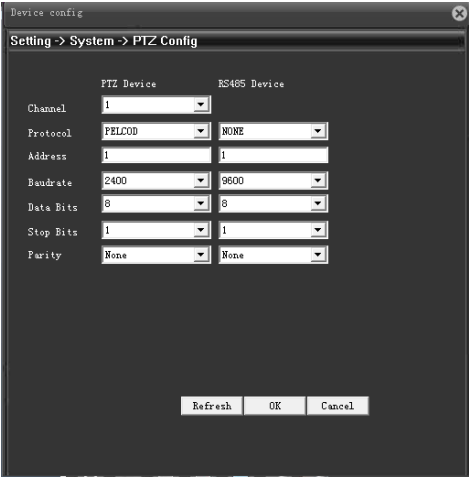 Device config
Setting -> System -> PTZ Config
PTZ Device RS485 Device
Channel 1
Protocol PELCOD NONE
Address 1 1
Baudrate 2400 9600
Data Bits 8 8
Stop Bits 1 1
Parity None None
Refresh OK Cancel